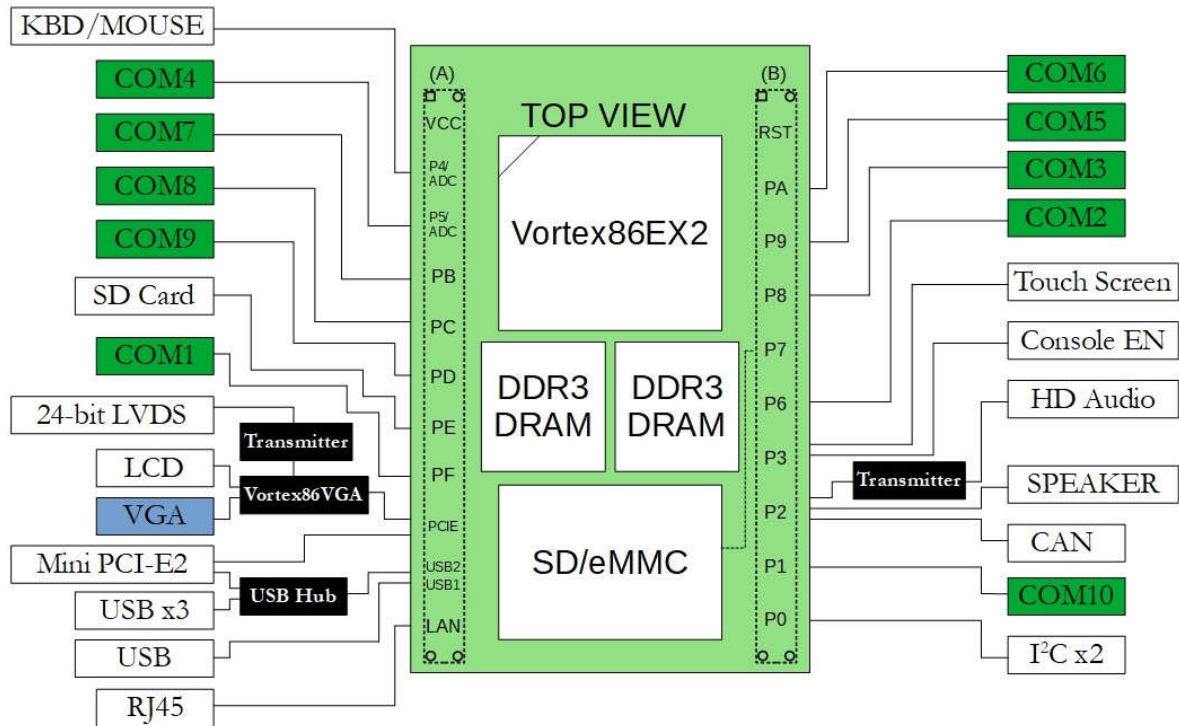 KBD/MOUSE
COM4
COM7
COM8
COM9
SD Card
COM1
24-bit LVDS
Transmitter
LCD
Vortex86VGA
VGA
Mini PCI-E2
USB Hub
USB x3
USB
RJ45
(A)
VCC
P4/
ADC
P5/
ADC
PB
PC
PD
PE
PF
PCIE
USB2
USB1
LAN
TOP VIEW
Vortex86EX2
DDR3
DRAM
DDR3
DRAM
SD/eMMC
(B)
RST
PA
P9
P8
P7
P6
P3
P2
P1
P0
COM6
COM5
COM3
COM2
Touch Screen
Console EN
HD Audio
Transmitter
SPEAKER
CAN
COM10
I²C x2